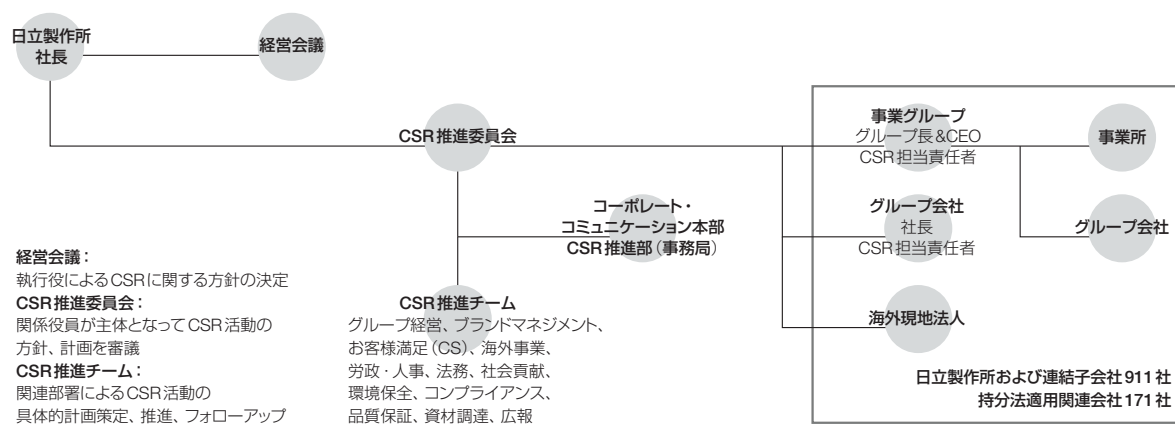 日立製作所
社長
経営会議
CSR推進委員会
コーポレート・
コミュニケーション本部
CSR推進部（事務局）
CSR推進チーム
グループ経営、ブランドマネジメント、
お客様満足（CS）、海外事業、
労政・人事、法務、社会貢献、
環境保全、コンプライアンス、
品質保証、資材調達、広報
事業グループ
グループ長&CEO
CSR担当責任者
事業所
グループ会社
社長
CSR担当責任者
グループ会社
海外現地法人
日立製作所および連結子会社911社
持分法適用関連会社171社
経営会議：
執行役によるCSRに関する方針の決定
CSR推進委員会：
関係役員が主体となってCSR活動の
方針、計画を審議
CSR推進チーム：
関連部署によるCSR活動の
具体的計画策定、推進、フォローアップ